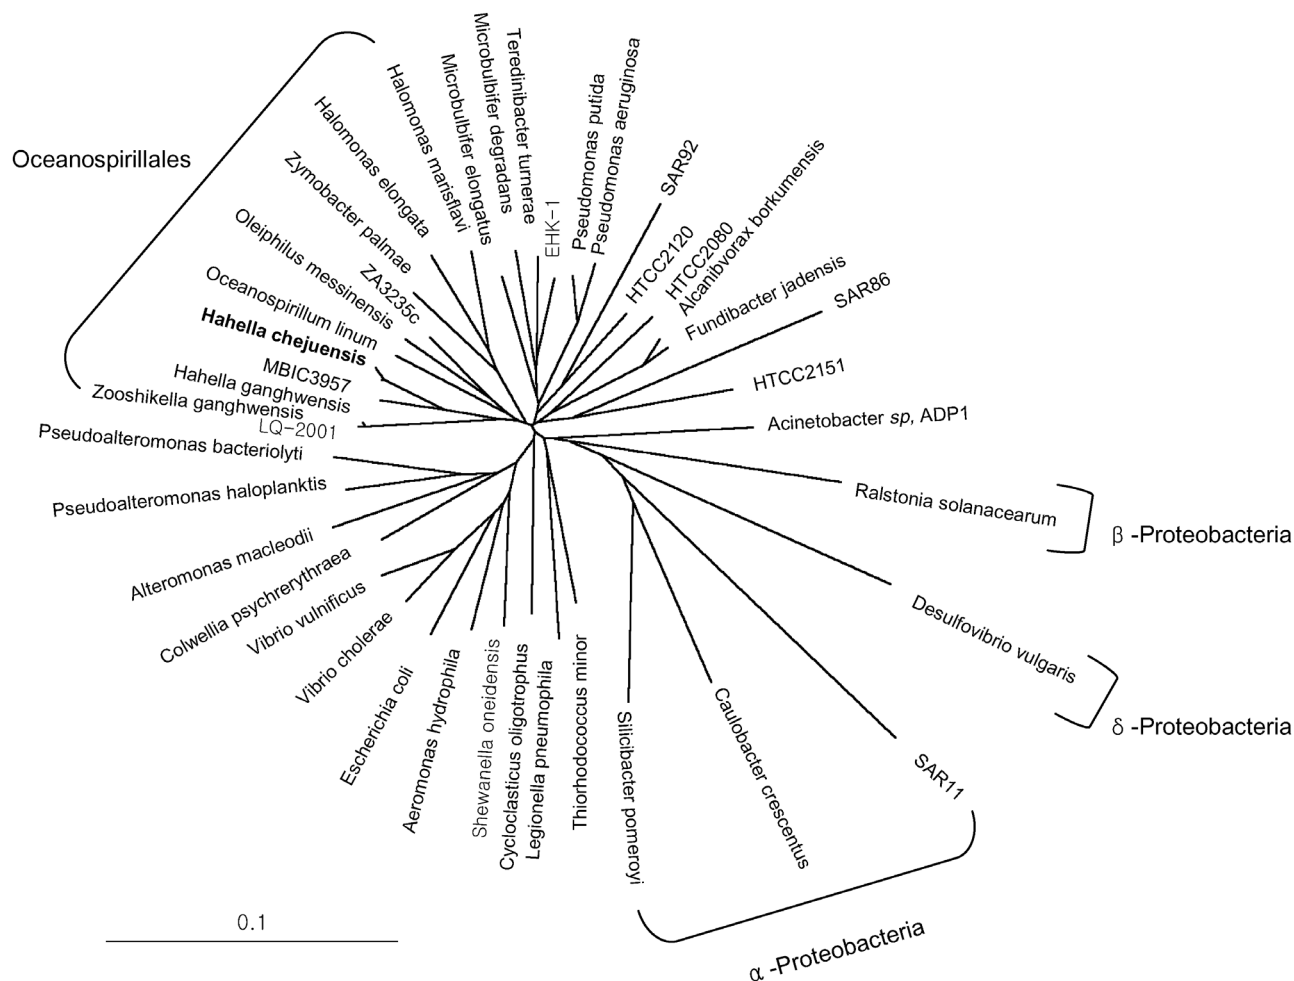 Oceanospirillales
Halomonas marisflavi
Halomonas elongata
Zymobacter palmae
ZA3235c
Oleiphilus messinensis
Oceanospirillum linum
Hahella chejuensis
MBIC3957
Hahella ganghwensis
Zooshikella ganghwensis
LQ-2001
Pseudoalteromonas bacteriolyti
Pseudoalteromonas haloplanktis
Alteromonas macleodii
Colwellia psychrerythraea
Vibrio vulnificus
Vibrio cholerae
Escherichia coli
Aeromonas hydrophila
Shewanella oneidensis
Cycloclasticus oligotrophus
Legionella pneumophila
Thiorhodococcus minor
Silicibacter pomeroyi
Caulobacter crescentus
SAR11
α -Proteobacteria
Desulfovibrio vulgaris
δ -Proteobacteria
Ralstonia solanacearum
β -Proteobacteria
Acinetobacter sp, ADP1
HTCC2151
SAR86
Fundibacter jadensis
Alcanibvorax borkumensis
HTCC2080
HTCC2120
SAR92
Pseudomonas aeruginosa
Pseudomonas putida
EHK-1
Teredinibacter turnerae
Microbulbifer degradans
Microbulbifer elongatus
0.1